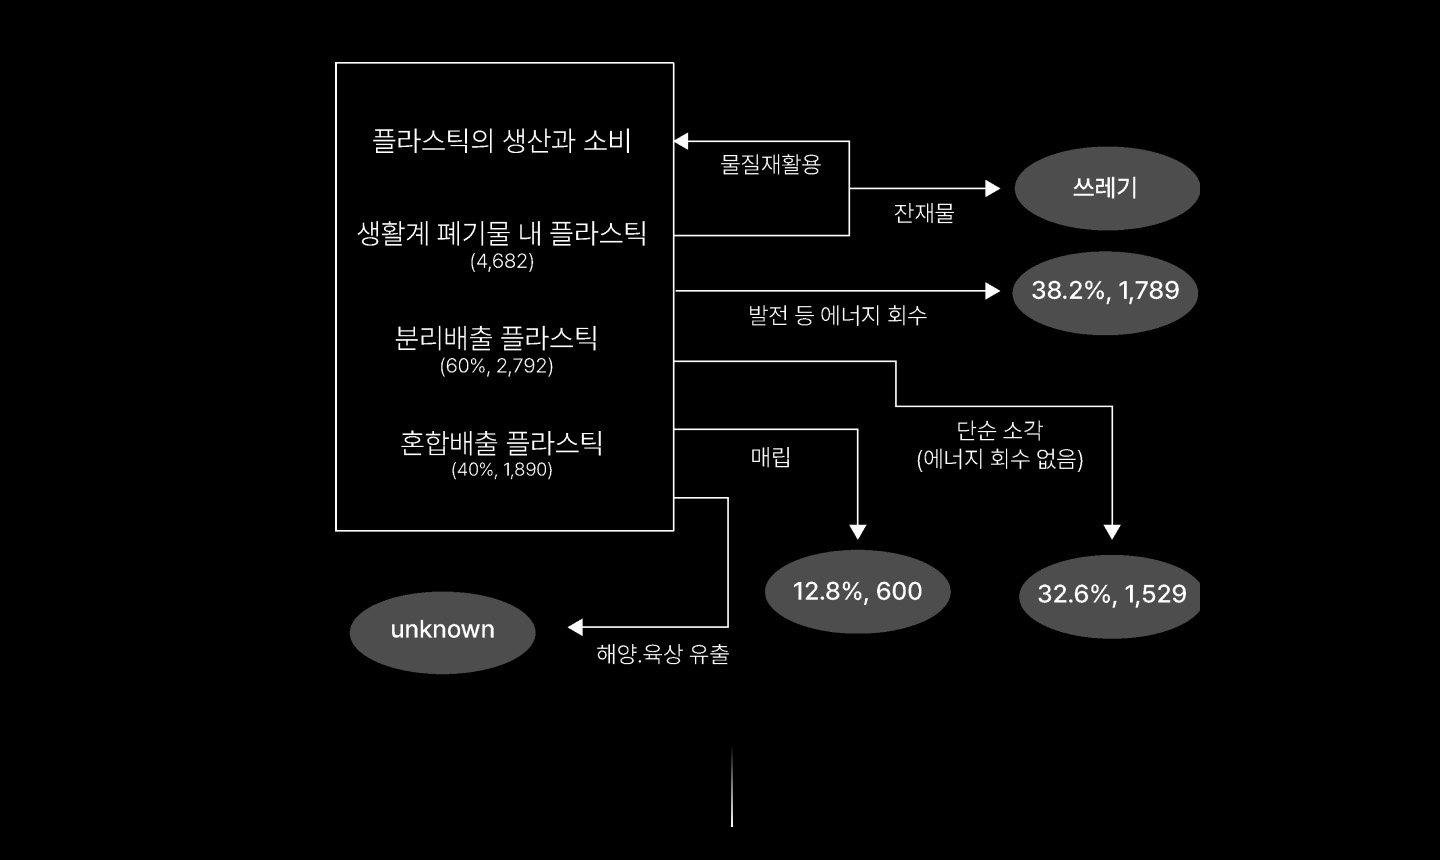 플라스틱의 생산과 소비
생활계 폐기물 내 플라스틱
(4,682)
분리배출 플라스틱
(60%, 2,792)
혼합배출 플라스틱
(40%, 1,890)
물질재활용
잔재물
쓰레기
발전 등 에너지 회수
38.2%, 1,789
단순 소각
(에너지 회수 없음)
32.6%, 1,529
매립
12.8%, 600
해양.육상 유출
unknown